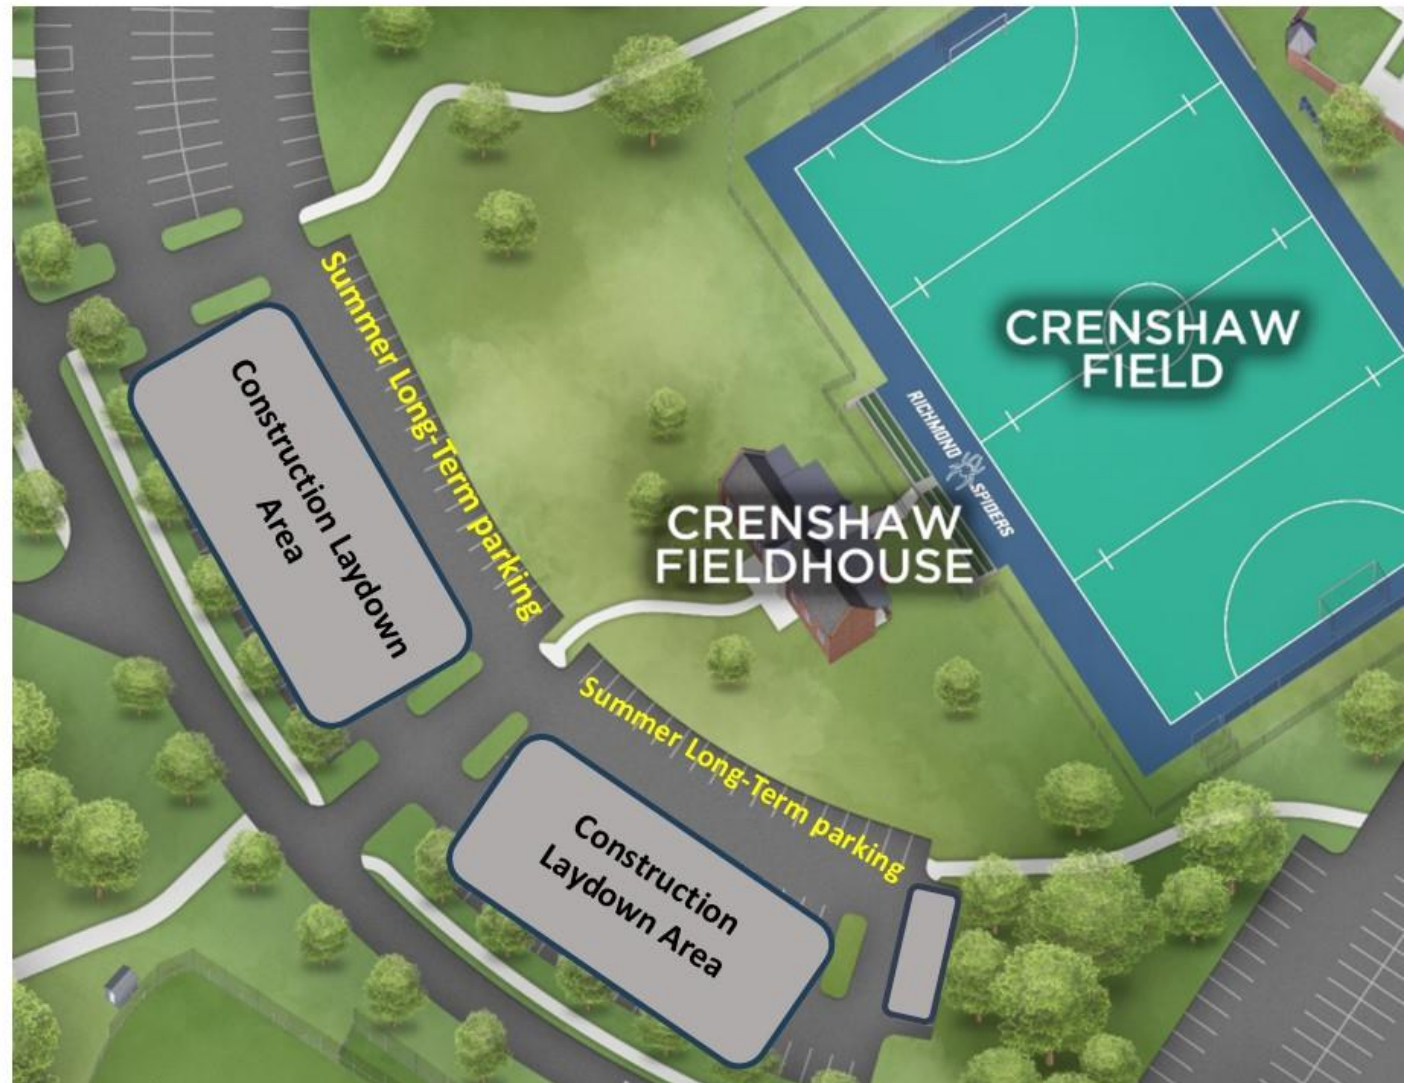 CRENSHAW
FIELD
RICHMOND
SPIDERS
CRENSHAW
FIELDHOUSE
Summer Long-Term parking
Construction Laydown
Area
Summer Long-Term parking
Construction
Laydown Area